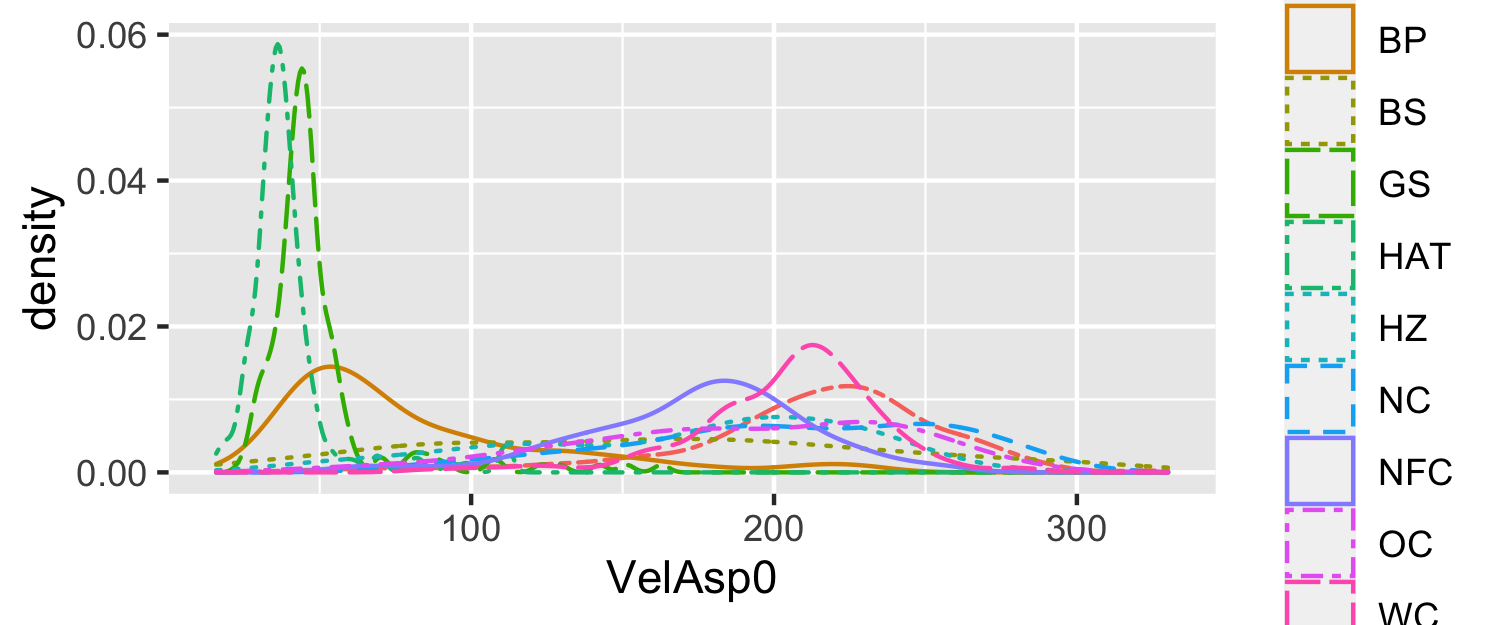 0.06
0.04
0.02
0.00
density
100
200
300
VelAsp0
BP
BS
GS
HAT
HZ
NC
NFC
OC
WC